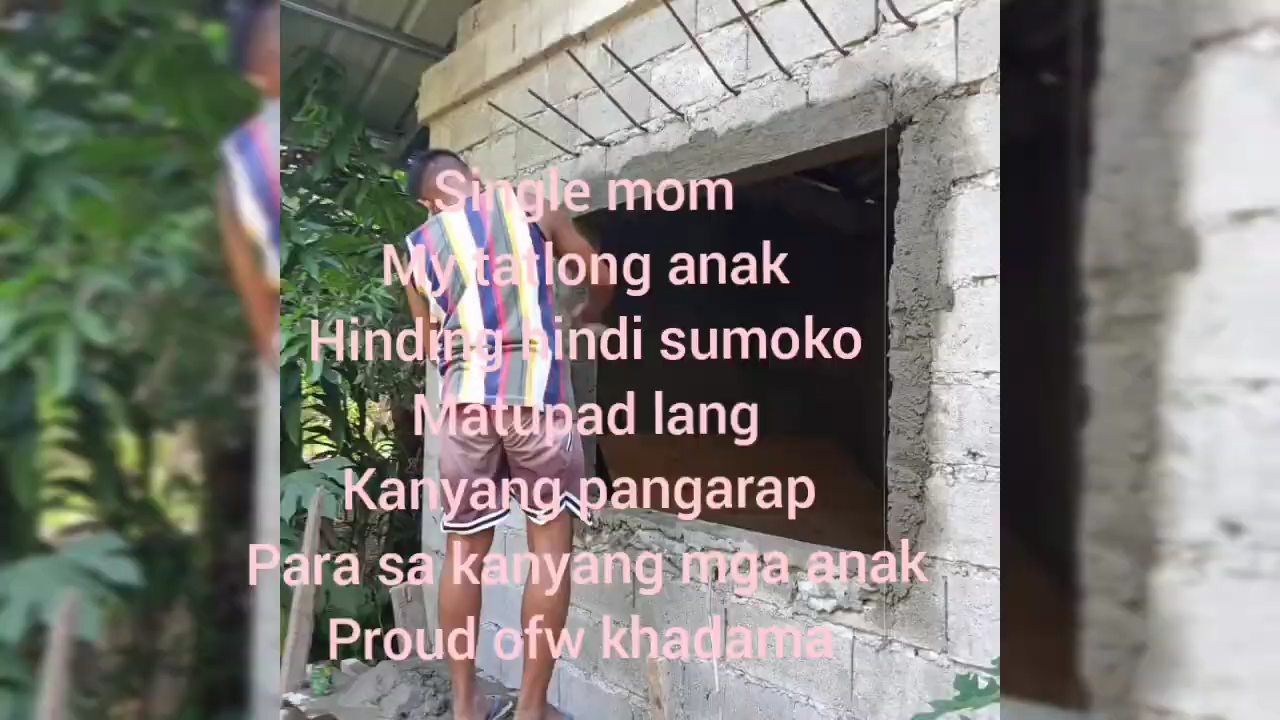 Single mom
My tatlong anak
Hinding hindi sumoko
Matupad lang
Kanyang pangarap
Para sa kanyang mga anak
Proud ofw khadama